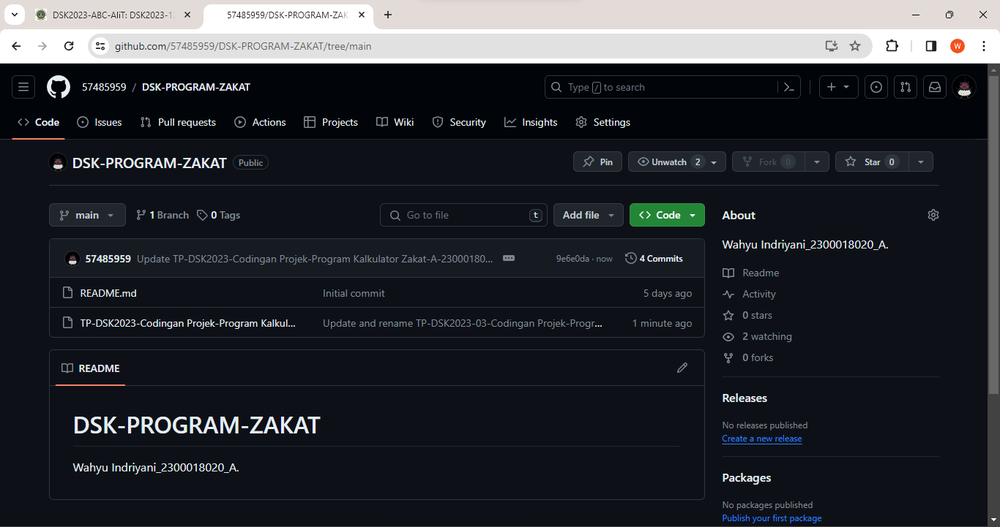 DSK2023-ABC-AliT: DSK2023-12
57485959/DSK-PROGRAM-ZAK
github.com/57485959/DSK-PROGRAM-ZAKAT/tree/main
W
57485959 / DSK-PROGRAM-ZAKAT
Type / to search
Code Issues Pull requests Actions Projects Wiki Security Insights Settings
DSK-PROGRAM-ZAKAT Public
Pin Unwatch 2 Fork 0 Star 0
main 1 Branch 0 Tags
Go to file t Add file Code
57485959 Update TP-DSK2023-Codingan Projek-Program Kalkulator Zakat-A-23000180... 9e6e0da · now 4 Commits
README.md Initial commit 5 days ago
TP-DSK2023-Codingan Projek-Program Kalkul... Update and rename TP-DSK2023-03-Codingan Projek-Progr... 1 minute ago
README
DSK-PROGRAM-ZAKAT
Wahyu Indriyani_2300018020_A.
About
Wahyu Indriyani_2300018020_A.
Readme
Activity
0 stars
2 watching
0 forks
Releases
No releases published
Create a new release
Packages
No packages published
Publish your first package